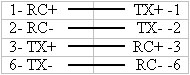 1- RC+ TX+ -1
2- RC- TX- -2
3- TX+ RC+ -3
6- TX- RC- -6